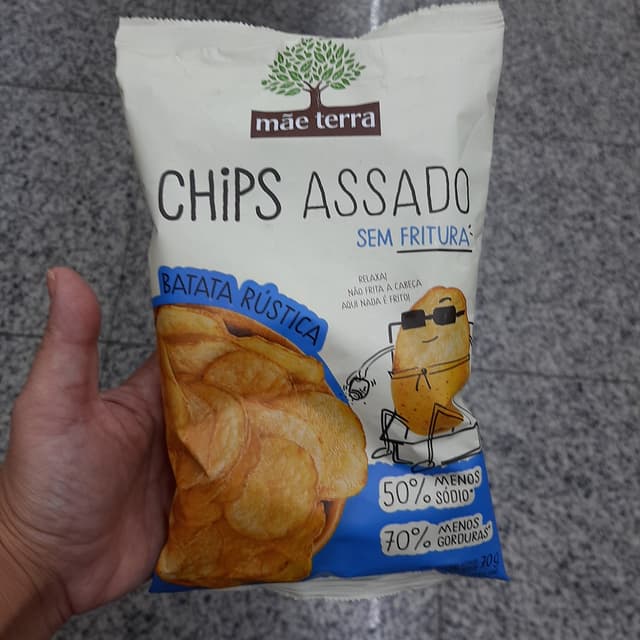 mãe terra
CHiPS ASSADO
SEM FRITURA*
RELAXA!
NÃO FRITA A CABEÇA
AQUI NADA É FRITO!
BATATA RÚSTICA
50% MENOS
SÓDIO*
70% MENOS
GORDURAS*
70g